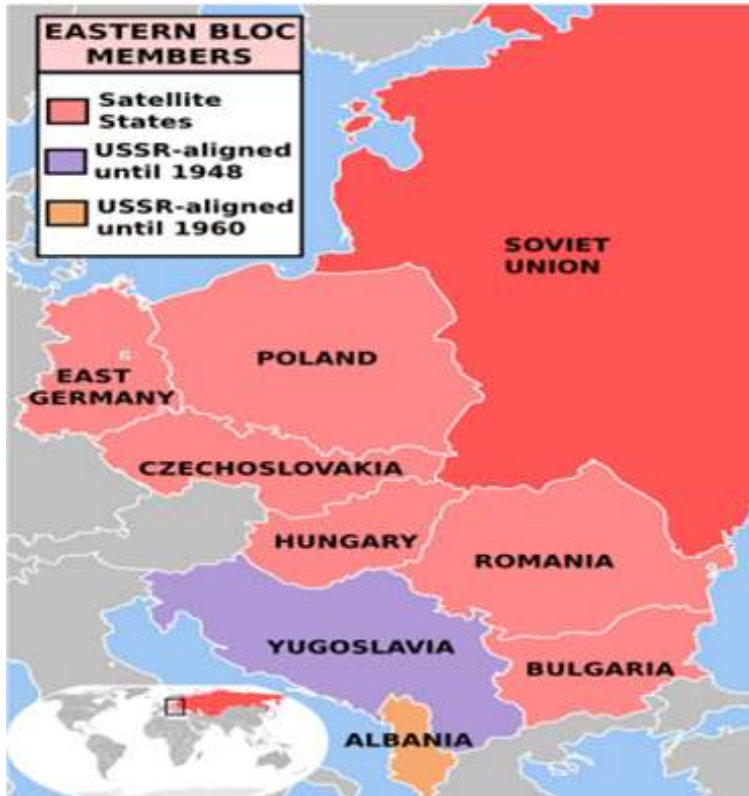 EASTERN BLOC
MEMBERS
Satellite
States
USSR-aligned
until 1948
USSR-aligned
until 1960
SOVIET
UNION
POLAND
EAST
GERMANY
CZECHOSLOVAKIA
HUNGARY
ROMANIA
YUGOSLAVIA
BULGARIA
ALBANIA